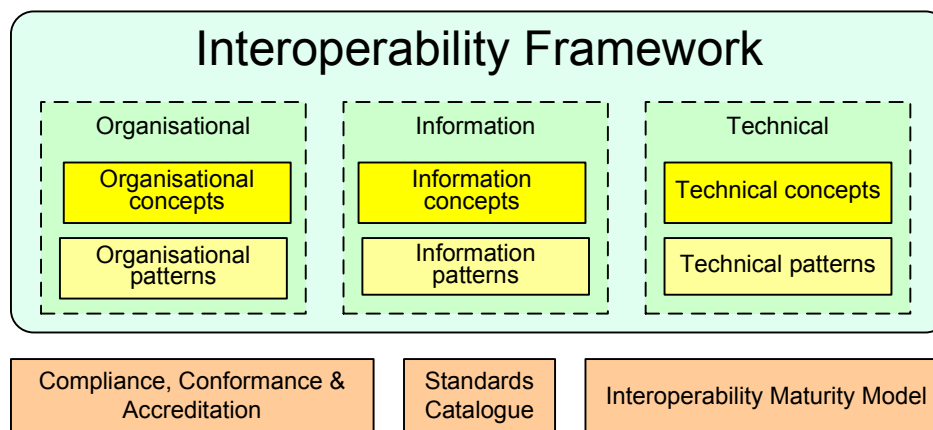 Interoperability Framework
Organisational
Information
Technical
Organisational
concepts
Information
concepts
Technical concepts
Organisational
patterns
Information
patterns
Technical patterns
Compliance, Conformance &
Accreditation
Standards
Catalogue
Interoperability Maturity Model